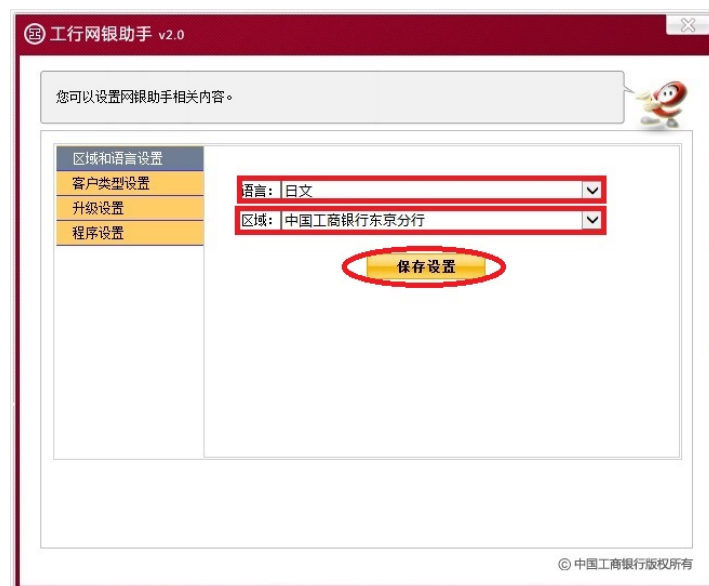 工行网银助手 v2.0
您可以设置网银助手相关内容。
区域和语言设置
客户类型设置
升级设置
程序设置
语言: 日文
区域: 中国工商银行东京分行
保存设置
© 中国工商银行版权所有